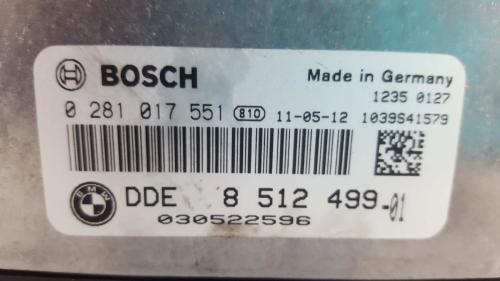 BOSCH Made in Germany
1235 0127
0 281 017 551 810 11-05-12 1039S41579
BMW DDE 8 512 499-01
030522596